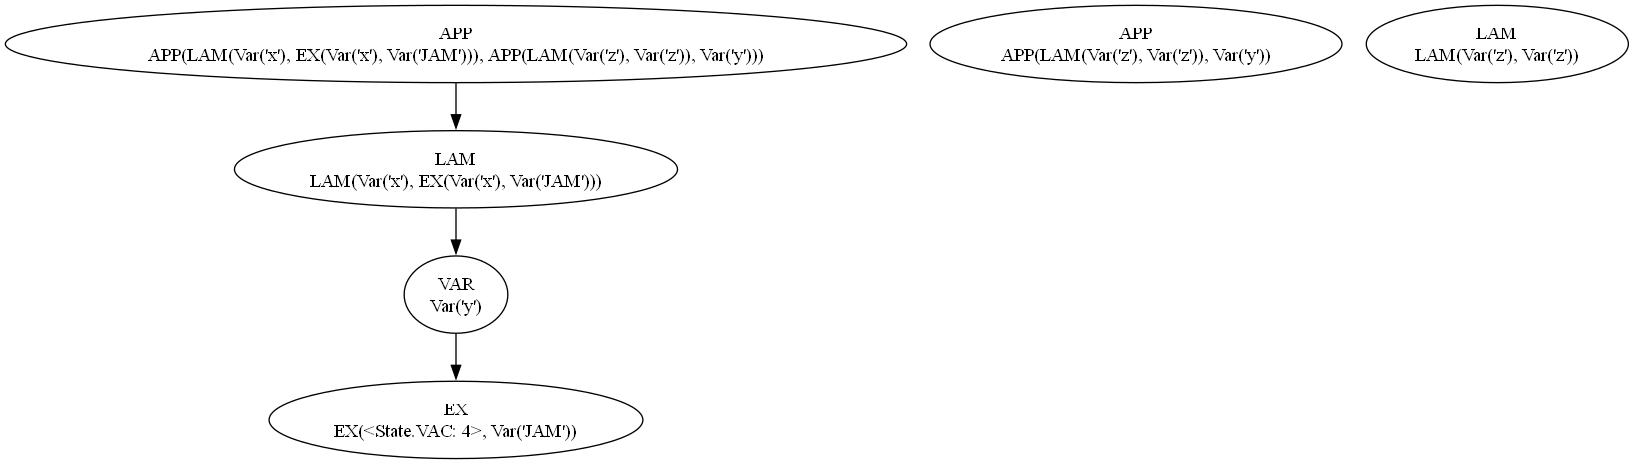 APP
APP(LAM(Var('x'), EX(Var('x'), Var('JAM'))), APP(LAM(Var('z'), Var('z')), Var('y')))
APP
APP(LAM(Var('z'), Var('z')), Var('y'))
LAM
LAM(Var('z'), Var('z'))
LAM
LAM(Var('x'), EX(Var('x'), Var('JAM')))
VAR
Var('y')
EX
EX(<State.VAC: 4>, Var('JAM'))